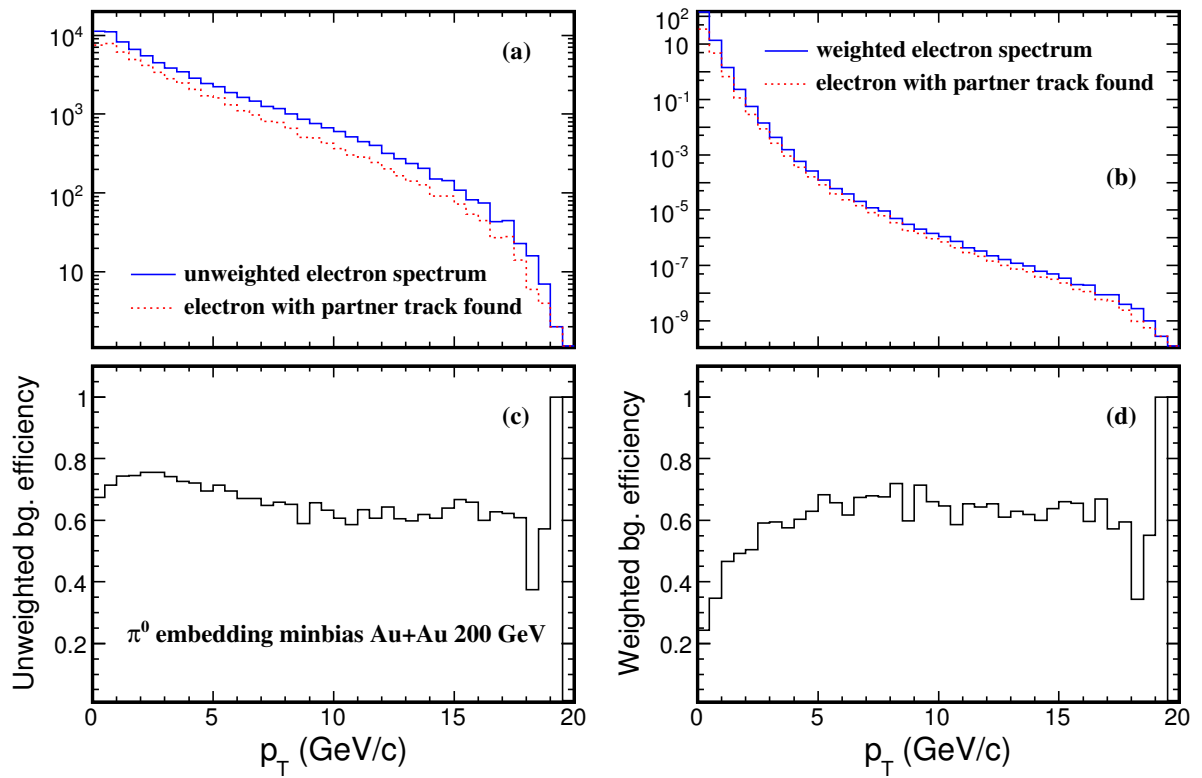 10^4
10^3
10^2
10
(a)
unweighted electron spectrum
electron with partner track found
10^2
10
10^-1
10^-3
10^-5
10^-7
10^-9
weighted electron spectrum
electron with partner track found
(b)
Unweighted bg. efficiency
1
0.8
0.6
0.4
0.2
(c)
π^0 embedding minbias Au+Au 200 GeV
0 5 10 15 20
p_T (GeV/c)
Weighted bg. efficiency
1
0.8
0.6
0.4
0.2
(d)
0 5 10 15 20
p_T (GeV/c)